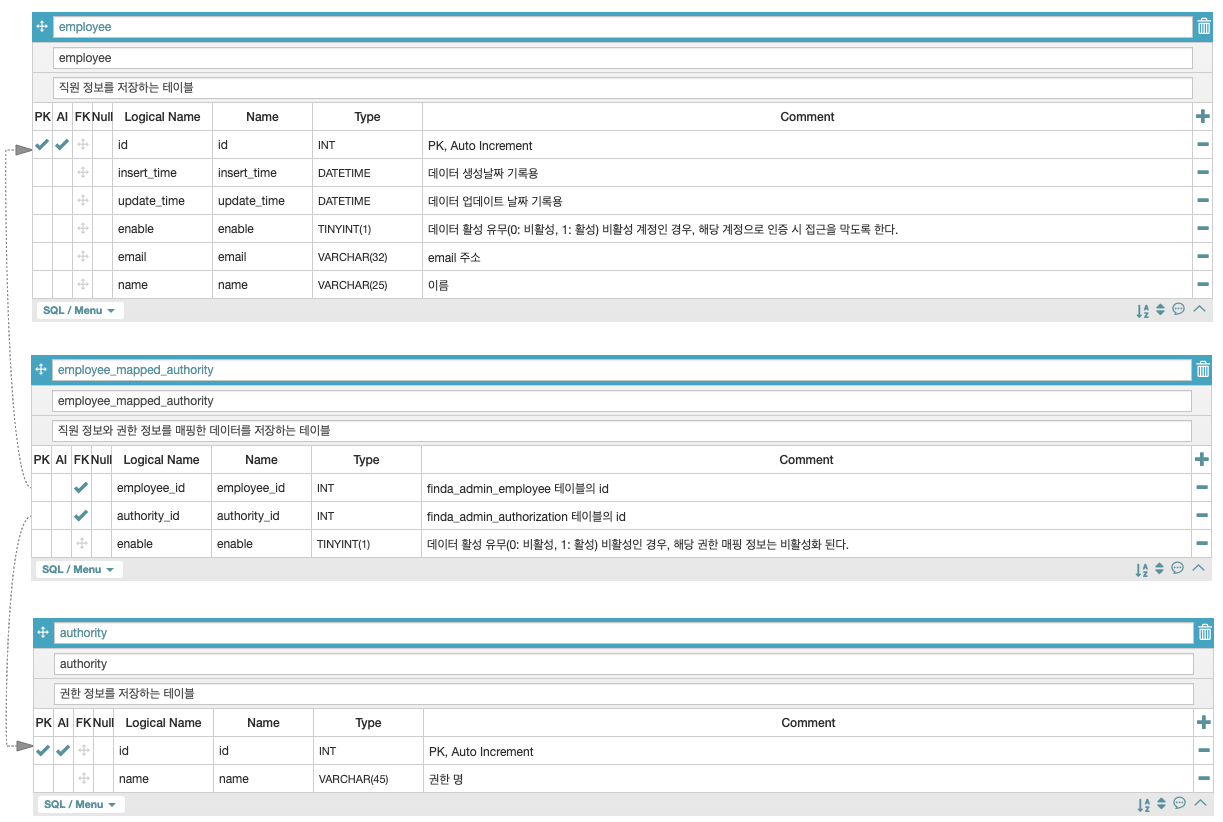 employee
employee
직원 정보를 저장하는 테이블
PK AI FK Null Logical Name Name Type Comment
id id INT PK, Auto Increment
insert_time insert_time DATETIME 데이터 생성날짜 기록용
update_time update_time DATETIME 데이터 업데이트 날짜 기록용
enable enable TINYINT(1) 데이터 활성 유무(0: 비활성, 1: 활성) 비활성 계정인 경우, 해당 계정으로 인증 시 접근을 막도록 한다.
email email VARCHAR(32) email 주소
name name VARCHAR(25) 이름
SQL / Menu
employee_mapped_authority
employee_mapped_authority
직원 정보와 권한 정보를 매핑한 데이터를 저장하는 테이블
PK AI FK Null Logical Name Name Type Comment
employee_id employee_id INT finda_admin_employee 테이블의 id
authority_id authority_id INT finda_admin_authorization 테이블의 id
enable enable TINYINT(1) 데이터 활성 유무(0: 비활성, 1: 활성) 비활성인 경우, 해당 권한 매핑 정보는 비활성화 된다.
SQL / Menu
authority
authority
권한 정보를 저장하는 테이블
PK AI FK Null Logical Name Name Type Comment
id id INT PK, Auto Increment
name name VARCHAR(45) 권한 명
SQL / Menu